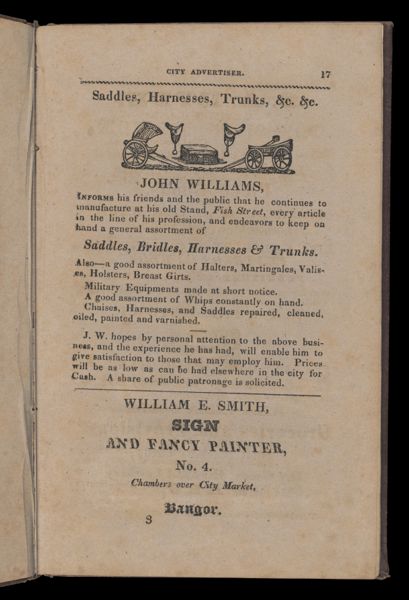 CITY ADVERTISER. 17
Saddles, Harnesses, Trunks, &c. &c.
JOHN WILLIAMS,
INFORMS his friends and the public that he continues to
manufacture at his old Stand, Fish Street, every article
in the line of his profession, and endeavors to keep on
hand a general assortment of
Saddles, Bridles, Harnesses & Trunks.
Also—a good assortment of Halters, Martingales, Valis-
es, Holsters, Breast Girts.
Military Equipments made at short notice.
A good assortment of Whips constantly on hand.
Chaises, Harnesses, and Saddles repaired, cleaned,
oiled, painted and varnished.
J. W. hopes by personal attention to the above busi-
ness, and the experience he has had, will enable him to
give satisfaction to those that may employ him. Prices
will be as low as can be had elsewhere in the city for
Cash. A share of public patronage is solicited.
WILLIAM E. SMITH,
SIGN
AND FANCY PAINTER,
No. 4.
Chambers over City Market,
Bangor.
3